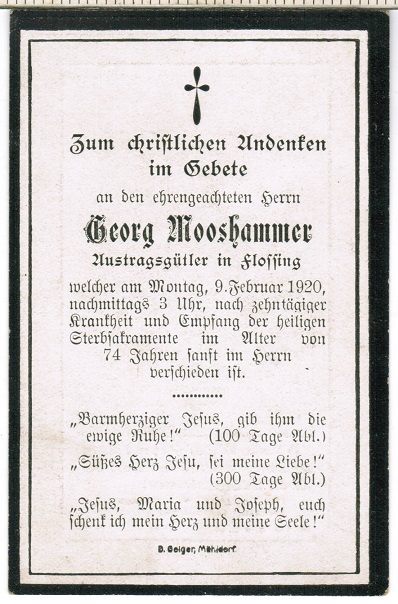 Zum christlichen Andenken
im Gebete
an den ehrengeachteten Herrn
Georg Mooshammer
Austragsgütler in Flossing
welcher am Montag, 9. Februar 1920,
nachmittags 3 Uhr, nach zehntägiger
Krankheit und Empfang der heiligen
Sterbsakramente im Alter von
74 Jahren sanft im Herrn
verschieden ist.
„Barmherziger Jesus, gib ihm die
ewige Ruhe!" (100 Tage Abl.)
„Süßes Herz Jesu, sei meine Liebe!"
(300 Tage Abl.)
„Jesus, Maria und Joseph, euch
schenk ich mein Herz und meine Seele!"
D. Geiger, Mühldorf.